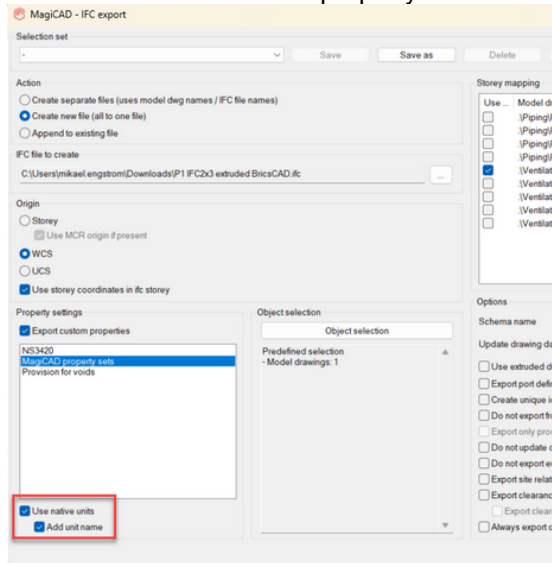 MagiCAD - IFC export
Selection set
-
Save
Save as
Delete
Action
Create separate files (uses model dwg names / IFC file names)
Create new file (all to one file)
Append to existing file
IFC file to create
C:\Users\mikael.engstrom\Downloads\P1 IFC2x3 extruded BricsCAD.ifc
...
Origin
Storey
Use MCR origin if present
WCS
UCS
Use storey coordinates in ifc storey
Property settings
Export custom properties
NS3420
MagiCAD property sets
Provision for voids
Use native units
Add unit name
Object selection
Object selection
Predefined selection
- Model drawings: 1
Storey mapping
Use ... Model d
.\Piping\
.\Piping\
.\Piping\
.\Piping\
.\Ventilat
.\Ventilat
.\Ventilat
.\Ventilat
.\Ventilat
Options
Schema name
Update drawing da
Use extruded d
Export port defi
Create unique i
Do not export fr
Export only pro
Do not update
Do not export e
Export site relat
Export clearanc
Export clear
Always export